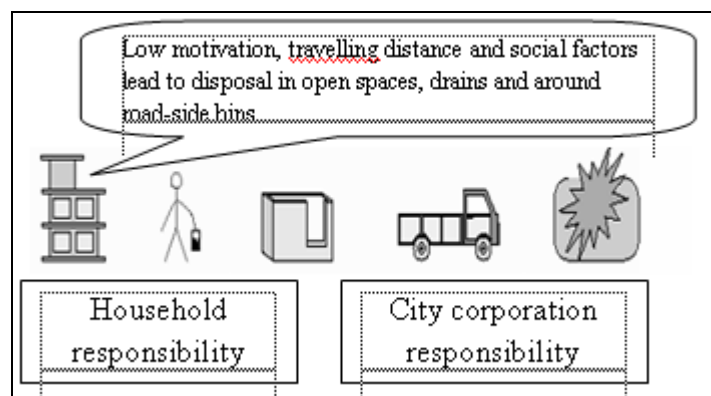 Low motivation, travelling distance and social factors
lead to disposal in open spaces, drains and around
road-side bins
Household
responsibility
City corporation
responsibility